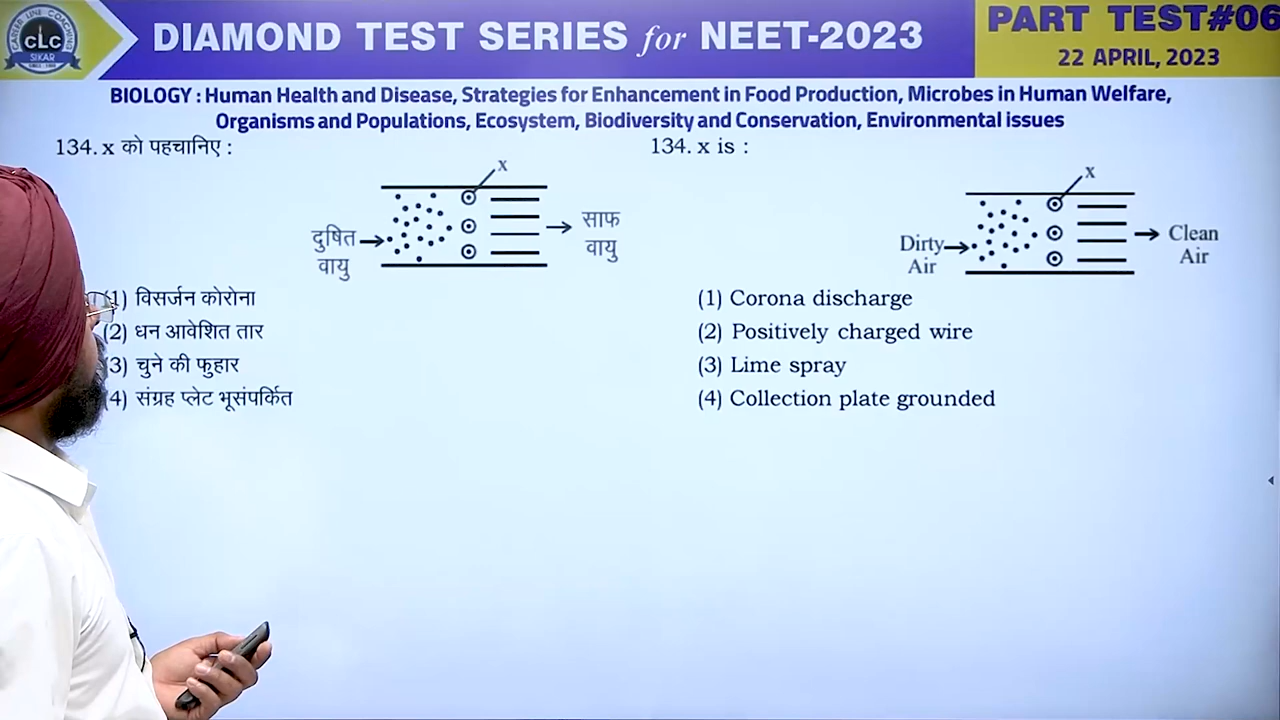 CAREER LINE COACHING
CLC
SIKAR
DIAMOND TEST SERIES for NEET-2023
PART TEST#06
22 APRIL, 2023
BIOLOGY : Human Health and Disease, Strategies for Enhancement in Food Production, Microbes in Human Welfare,
Organisms and Populations, Ecosystem, Biodiversity and Conservation, Environmental issues
134. x को पहचानिए :
x
दुषित
वायु
साफ
वायु
(1) विसर्जन कोरोना
(2) धन आवेशित तार
(3) चुने की फुहार
(4) संग्रह प्लेट भूसंपर्कित
134. x is :
x
Dirty
Air
Clean
Air
(1) Corona discharge
(2) Positively charged wire
(3) Lime spray
(4) Collection plate grounded